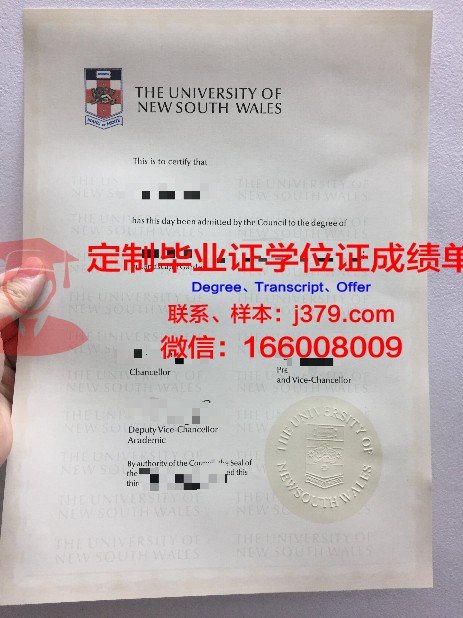 THE UNIVERSITY OF
NEW SOUTH WALES
This is to certify that
has this day been admitted by the Council to the degree of
定制毕业证学位证成绩单
Degree、Transcript、Offer
联系、样本：j379.com
微信：166008009
Chancellor
and Vice-Chancellor
Deputy Vice-Chancellor
Academic
By authority of the Council, the Seal of
the
this
THE UNIVERSITY OF
NEW SOUTH WALES